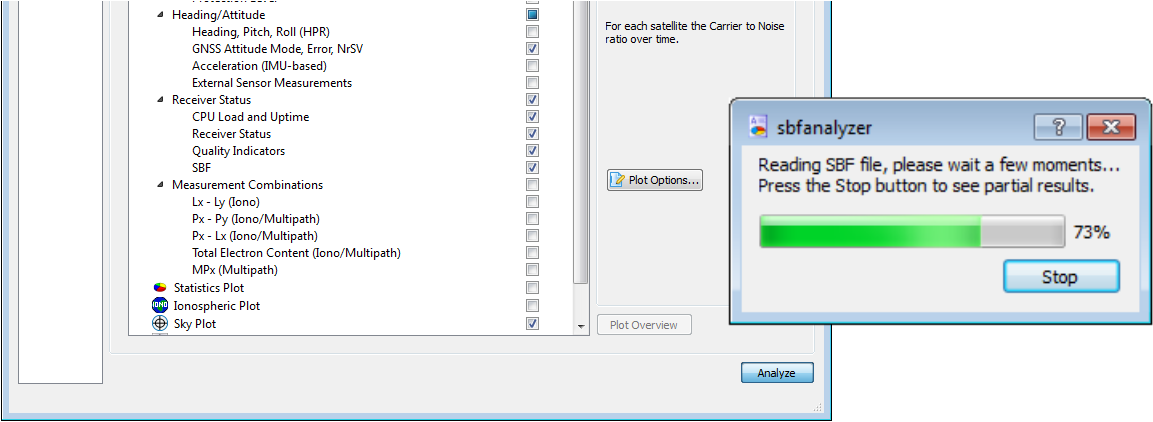 Heading/Attitude
Heading, Pitch, Roll (HPR)
GNSS Attitude Mode, Error, NrSV
Acceleration (IMU-based)
External Sensor Measurements
Receiver Status
CPU Load and Uptime
Receiver Status
Quality Indicators
SBF
Measurement Combinations
Lx - Ly (Iono)
Px - Py (Iono/Multipath)
Px - Lx (Iono/Multipath)
Total Electron Content (Iono/Multipath)
MPx (Multipath)
Statistics Plot
IONO
Ionospheric Plot
Sky Plot
For each satellite the Carrier to Noise
ratio over time.
Plot Options...
Plot Overview
Analyze
sbfanalyzer
?
Reading SBF file, please wait a few moments...
Press the Stop button to see partial results.
73%
Stop